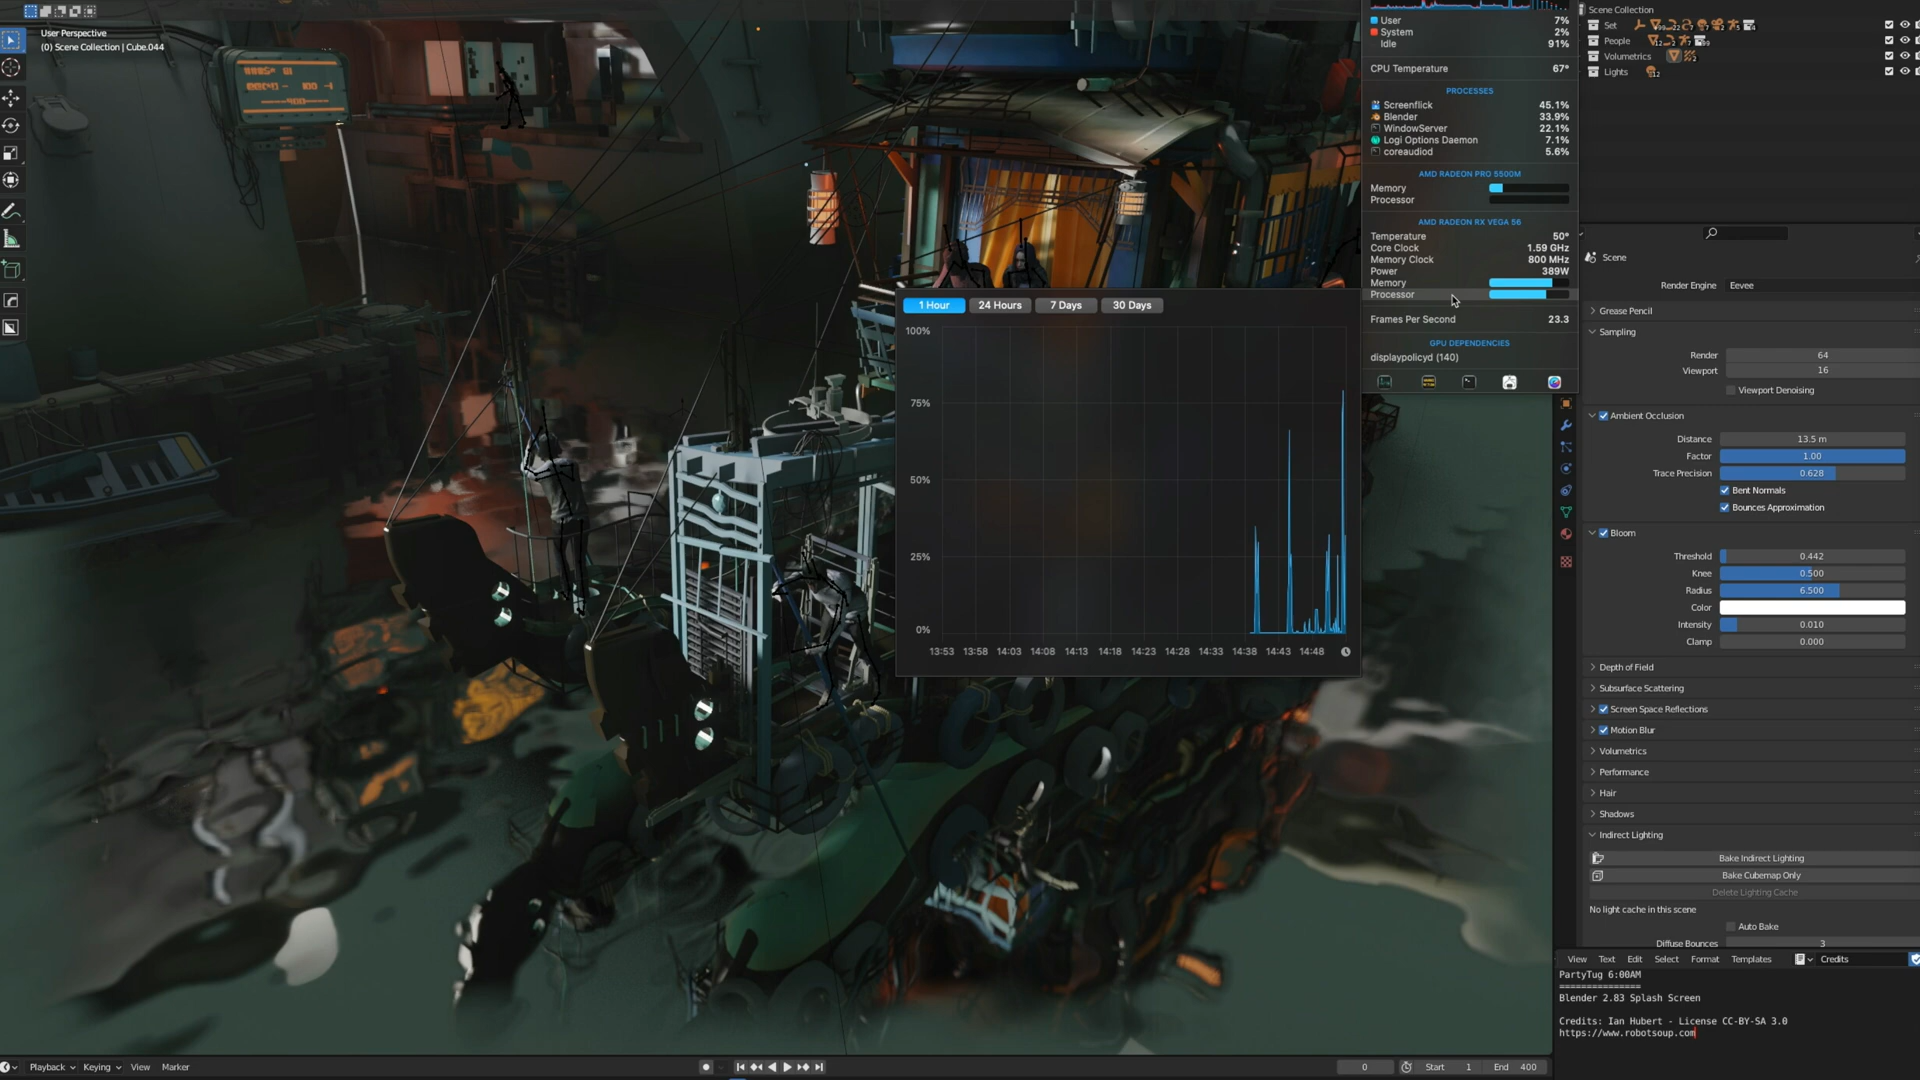 User Perspective
(0) Scene Collection | Cube.044
User 7%
System 2%
Idle 91%
CPU Temperature 67°
PROCESSES
Screenflick 45.1%
Blender 33.9%
WindowServer 22.1%
Logi Options Daemon 7.1%
coreaudiod 5.6%
AMD RADEON PRO 5500M
Memory
Processor
AMD RADEON RX VEGA 56
Temperature 50°
Core Clock 1.59 GHz
Memory Clock 800 MHz
Power 389W
Memory
Processor
Frames Per Second 23.3
GPU DEPENDENCIES
displaypolicyd (140)
1 Hour 24 Hours 7 Days 30 Days
100%
75%
50%
25%
0%
13:53 13:58 14:03 14:08 14:13 14:18 14:23 14:28 14:33 14:38 14:43 14:48
Scene Collection
Set
People
Volumetrics
Lights
Scene
Render Engine Eevee
Grease Pencil
Sampling
Render 64
Viewport 16
Viewport Denoising
Ambient Occlusion
Distance 13.5 m
Factor 1.00
Trace Precision 0.628
Bent Normals
Bounces Approximation
Bloom
Threshold 0.442
Knee 0.500
Radius 6.500
Color
Intensity 0.010
Clamp 0.000
Depth of Field
Subsurface Scattering
Screen Space Reflections
Motion Blur
Volumetrics
Performance
Hair
Shadows
Indirect Lighting
Bake Indirect Lighting
Bake Cubemap Only
Delete Lighting Cache
No light cache in this scene
Auto Bake
Diffuse Bounces 3
View Text Edit Select Format Templates Credits
PartyTug 6:00AM
===============
Blender 2.83 Splash Screen
Credits: Ian Hubert - License CC-BY-SA 3.0
https://www.robotsoup.com
Playback Keying View Marker
0 Start 1 End 400